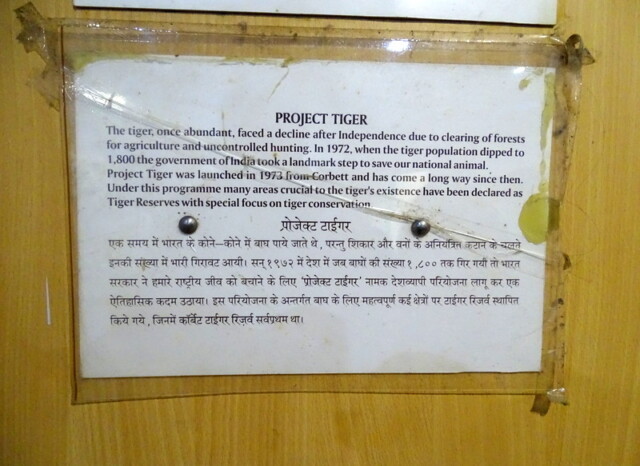 PROJECT TIGER
The tiger, once abundant, faced a decline after Independence due to clearing of forests
for agriculture and uncontrolled hunting. In 1972, when the tiger population dipped to
1,800 the government of India took a landmark step to save our national animal.
Project Tiger was launched in 1973 from Corbett and has come a long way since then.
Under this programme many areas crucial to the tiger's existence have been declared as
Tiger Reserves with special focus on tiger conservation.
प्रोजेक्ट टाईगर
एक समय में भारत के कोने-कोने में बाघ पाये जाते थे, परन्तु शिकार और वनों के अनियंत्रित कटान के चलते
इनकी संख्या में भारी गिरावट आयी। सन् १९७२ में देश में जब बाघों की संख्या १,८०० तक गिर गयी तो भारत
सरकार ने हमारे राष्ट्रीय जीव को बचाने के लिए 'प्रोजेक्ट टाईगर' नामक देशव्यापी परियोजना लागू कर एक
ऐतिहासिक कदम उठाया। इस परियोजना के अन्तर्गत बाघ के लिए महत्वपूर्ण कई क्षेत्रों पर टाईगर रिजर्व स्थापित
किये गये, जिनमें कॉर्बेट टाईगर रिजर्व सर्वप्रथम था।